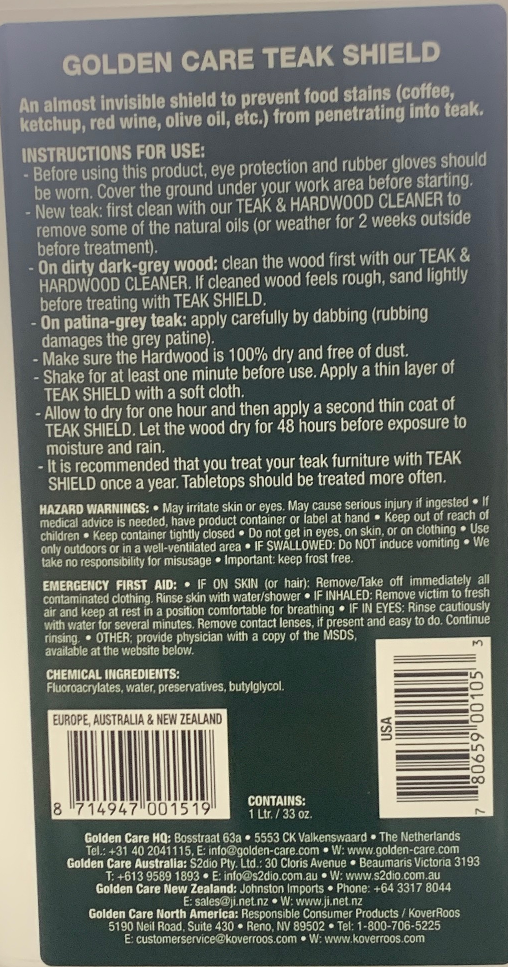 GOLDEN CARE TEAK SHIELD
An almost invisible shield to prevent food stains (coffee,
ketchup, red wine, olive oil, etc.) from penetrating into teak.
INSTRUCTIONS FOR USE:
- Before using this product, eye protection and rubber gloves should
be worn. Cover the ground under your work area before starting.
- New teak: first clean with our TEAK & HARDWOOD CLEANER to
remove some of the natural oils (or weather for 2 weeks outside
before treatment).
- On dirty dark-grey wood: clean the wood first with our TEAK &
HARDWOOD CLEANER. If cleaned wood feels rough, sand lightly
before treating with TEAK SHIELD.
- On patina-grey teak: apply carefully by dabbing (rubbing
damages the grey patine).
- Make sure the Hardwood is 100% dry and free of dust.
- Shake for at least one minute before use. Apply a thin layer of
TEAK SHIELD with a soft cloth.
- Allow to dry for one hour and then apply a second thin coat of
TEAK SHIELD. Let the wood dry for 48 hours before exposure to
moisture and rain.
- It is recommended that you treat your teak furniture with TEAK
SHIELD once a year. Tabletops should be treated more often.
HAZARD WARNINGS: • May irritate skin or eyes. May cause serious injury if ingested • If
medical advice is needed, have product container or label at hand • Keep out of reach of
children • Keep container tightly closed • Do not get in eyes, on skin, or on clothing • Use
only outdoors or in a well-ventilated area • IF SWALLOWED: Do NOT induce vomiting • We
take no responsibility for misusage • Important: keep frost free.
EMERGENCY FIRST AID: • IF ON SKIN (or hair): Remove/Take off immediately all
contaminated clothing. Rinse skin with water/shower • IF INHALED: Remove victim to fresh
air and keep at rest in a position comfortable for breathing • IF IN EYES: Rinse cautiously
with water for several minutes. Remove contact lenses, if present and easy to do. Continue
rinsing. • OTHER; provide physician with a copy of the MSDS,
available at the website below.
CHEMICAL INGREDIENTS:
Fluoroacrylates, water, preservatives, butylglycol.
EUROPE, AUSTRALIA & NEW ZEALAND
8 714947 001519
USA
7 80659 00105 3
CONTAINS:
1 Ltr. / 33 oz.
Golden Care HQ: Bosstraat 63a • 5553 CK Valkenswaard • The Netherlands
Tel.: +31 40 2041115, E: info@golden-care.com • W: www.golden-care.com
Golden Care Australia: S2dio Pty. Ltd.: 30 Cloris Avenue • Beaumaris Victoria 3193
T: +613 9589 1893 • E: info@s2dio.com.au • W: www.s2dio.com.au
Golden Care New Zealand: Johnston Imports • Phone: +64 3317 8044
E: sales@ji.net.nz • W: www.ji.net.nz
Golden Care North America: Responsible Consumer Products / KoverRoos
5190 Neil Road, Suite 430 • Reno, NV 89502 • Tel: 1-800-706-5225
E: customerservice@koverroos.com • W: www.koverroos.com